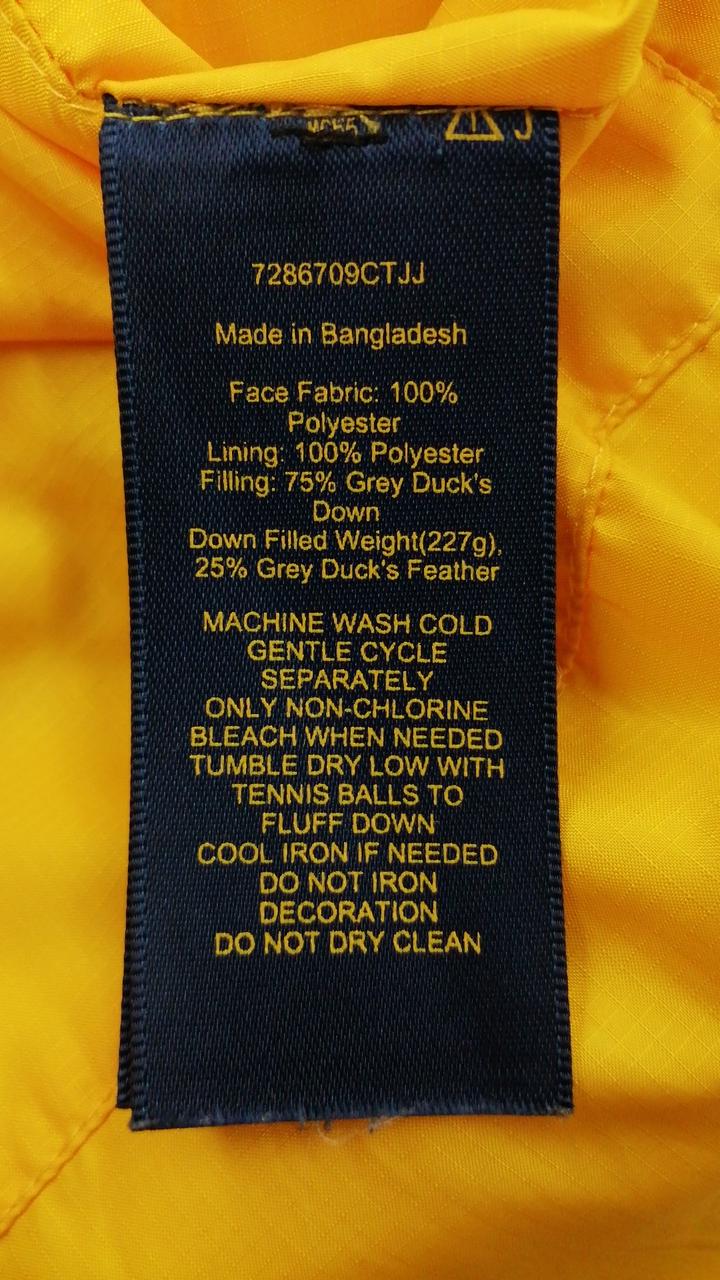 J
7286709CTJJ
Made in Bangladesh
Face Fabric: 100%
Polyester
Lining: 100% Polyester
Filling: 75% Grey Duck's
Down
Down Filled Weight(227g),
25% Grey Duck's Feather
MACHINE WASH COLD
GENTLE CYCLE
SEPARATELY
ONLY NON-CHLORINE
BLEACH WHEN NEEDED
TUMBLE DRY LOW WITH
TENNIS BALLS TO
FLUFF DOWN
COOL IRON IF NEEDED
DO NOT IRON
DECORATION
DO NOT DRY CLEAN